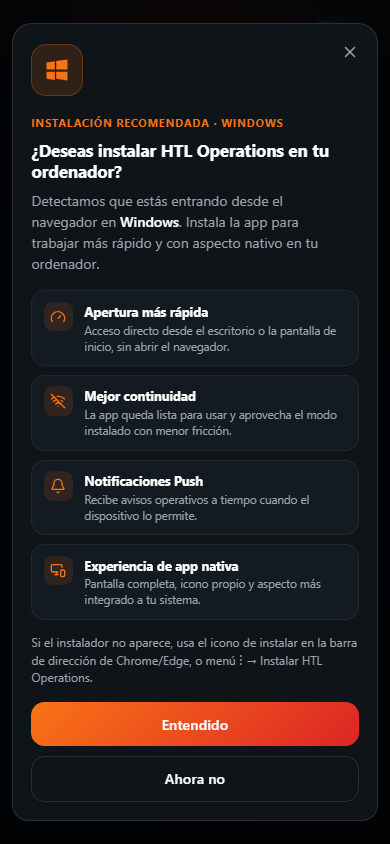 INSTALACIÓN RECOMENDADA · WINDOWS
¿Deseas instalar HTL Operations en tu
ordenador?
Detectamos que estás entrando desde el
navegador en Windows. Instala la app para
trabajar más rápido y con aspecto nativo en tu
ordenador.
Apertura más rápida
Acceso directo desde el escritorio o la pantalla de
inicio, sin abrir el navegador.
Mejor continuidad
La app queda lista para usar y aprovecha el modo
instalado con menor fricción.
Notificaciones Push
Recibe avisos operativos a tiempo cuando el
dispositivo lo permite.
Experiencia de app nativa
Pantalla completa, icono propio y aspecto más
integrado a tu sistema.
Si el instalador no aparece, usa el icono de instalar en la barra
de dirección de Chrome/Edge, o menú ⋮ → Instalar HTL
Operations.
Entendido
Ahora no